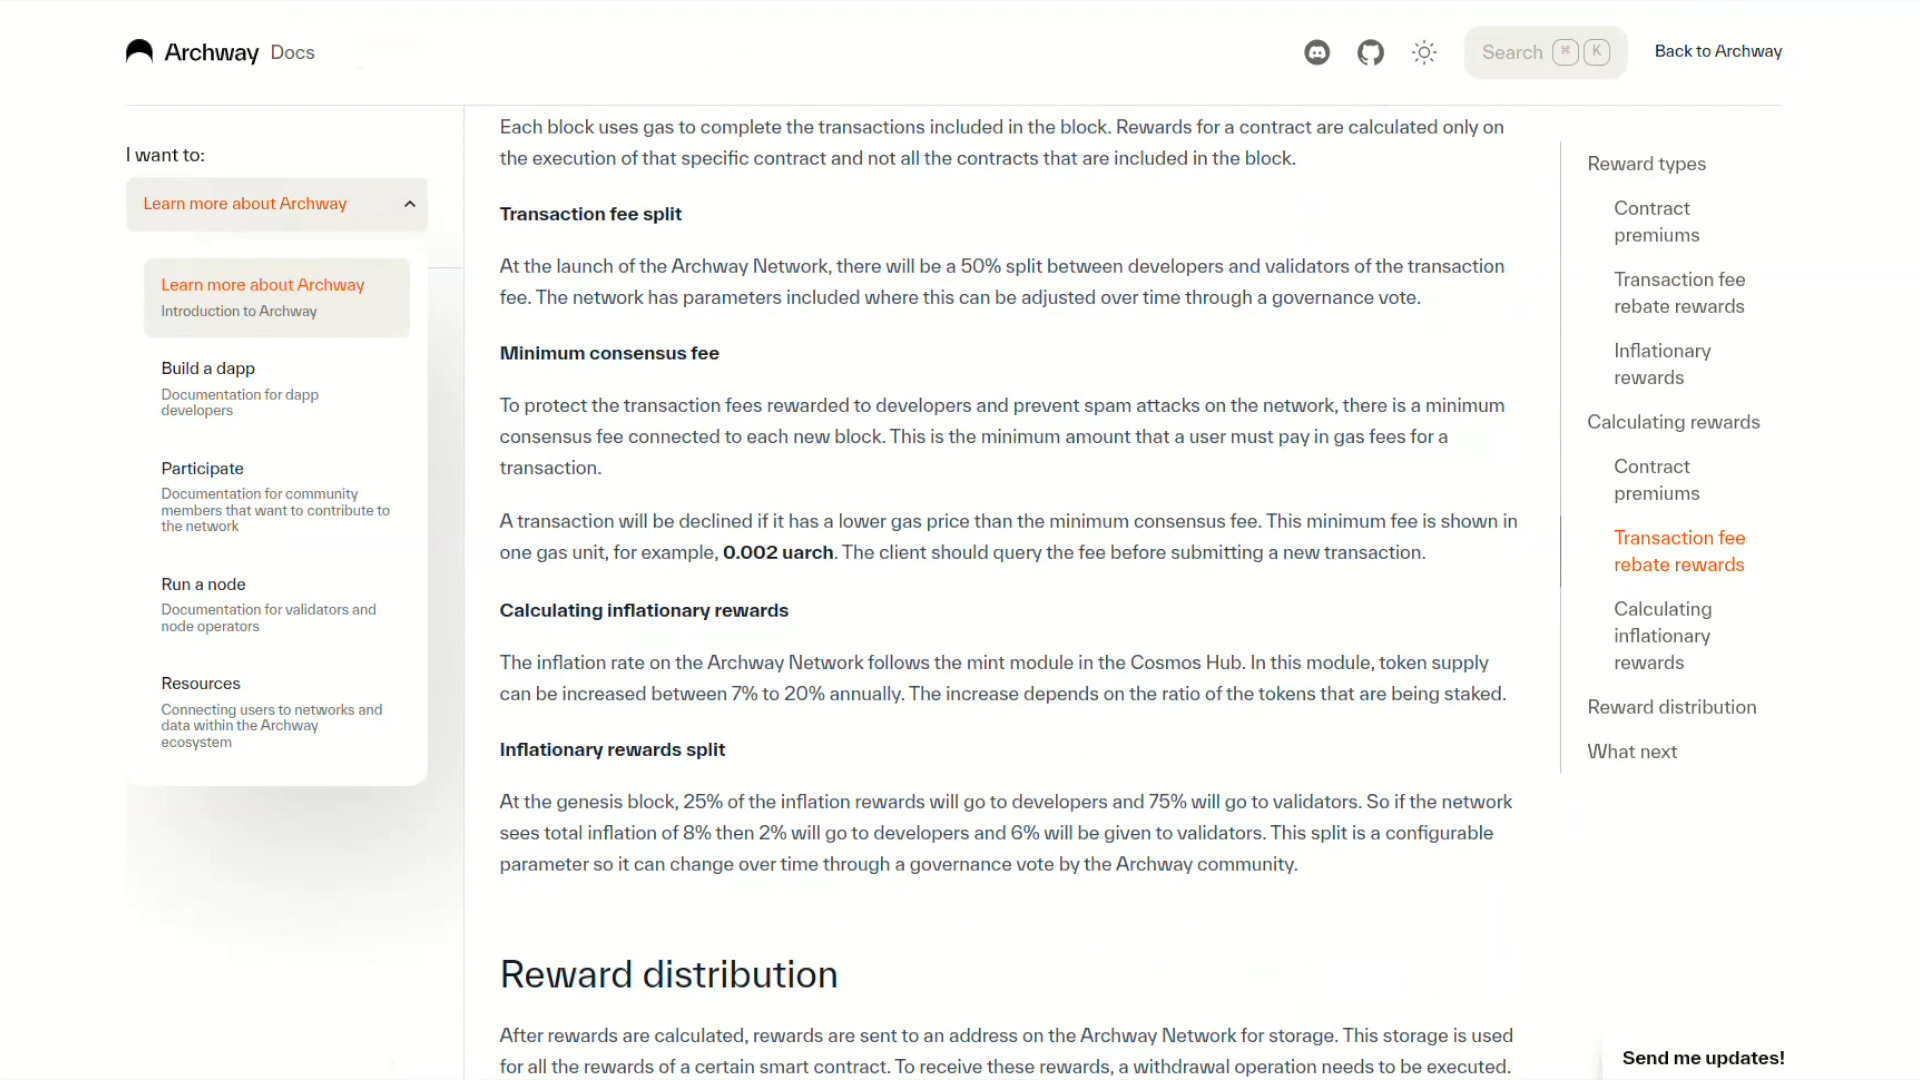 Archway Docs
Search ⌘ K
Back to Archway
I want to:
Learn more about Archway
Learn more about Archway
Introduction to Archway
Build a dapp
Documentation for dapp
developers
Participate
Documentation for community
members that want to contribute to
the network
Run a node
Documentation for validators and
node operators
Resources
Connecting users to networks and
data within the Archway
ecosystem
Each block uses gas to complete the transactions included in the block. Rewards for a contract are calculated only on
the execution of that specific contract and not all the contracts that are included in the block.
Transaction fee split
At the launch of the Archway Network, there will be a 50% split between developers and validators of the transaction
fee. The network has parameters included where this can be adjusted over time through a governance vote.
Minimum consensus fee
To protect the transaction fees rewarded to developers and prevent spam attacks on the network, there is a minimum
consensus fee connected to each new block. This is the minimum amount that a user must pay in gas fees for a
transaction.
A transaction will be declined if it has a lower gas price than the minimum consensus fee. This minimum fee is shown in
one gas unit, for example, 0.002 uarch. The client should query the fee before submitting a new transaction.
Calculating inflationary rewards
The inflation rate on the Archway Network follows the mint module in the Cosmos Hub. In this module, token supply
can be increased between 7% to 20% annually. The increase depends on the ratio of the tokens that are being staked.
Inflationary rewards split
At the genesis block, 25% of the inflation rewards will go to developers and 75% will go to validators. So if the network
sees total inflation of 8% then 2% will go to developers and 6% will be given to validators. This split is a configurable
parameter so it can change over time through a governance vote by the Archway community.
Reward distribution
After rewards are calculated, rewards are sent to an address on the Archway Network for storage. This storage is used
for all the rewards of a certain smart contract. To receive these rewards, a withdrawal operation needs to be executed.
Reward types
Contract
premiums
Transaction fee
rebate rewards
Inflationary
rewards
Calculating rewards
Contract
premiums
Transaction fee
rebate rewards
Calculating
inflationary
rewards
Reward distribution
What next
Send me updates!